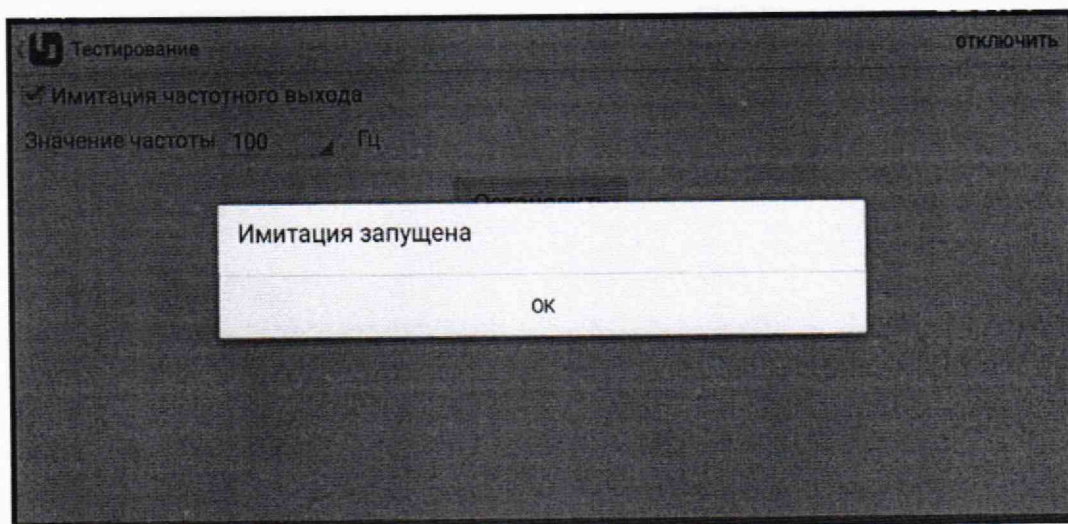 Тестирование
ОТКЛЮЧИТЬ
Имитация частотного выхода
Значение частоты 100 Гц
Имитация запущена
ОК